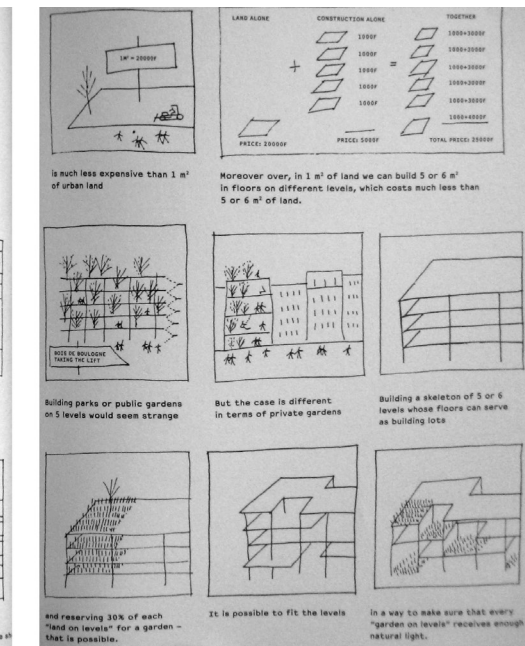 1M² = 20000F
is much less expensive than 1 m²
of urban land
LAND ALONE
CONSTRUCTION ALONE
TOGETHER
1000F
1000F
1000F
1000F
1000F
+
=
1000+3000F
1000+3000F
1000+3000F
1000+3000F
1000+3000F
1000+4000F
PRICE: 20000F
PRICE: 5000F
TOTAL PRICE: 25000F
Moreover over, in 1 m² of land we can build 5 or 6 m²
in floors on different levels, which costs much less than
5 or 6 m² of land.
BOIS DE BOULOGNE
TAKING THE LIFT
Building parks or public gardens
on 5 levels would seem strange
But the case is different
in terms of private gardens
Building a skeleton of 5 or 6
levels whose floors can serve
as building lots
and reserving 30% of each
"land on levels" for a garden –
that is possible.
It is possible to fit the levels
in a way to make sure that every
"garden on levels" receives enough
natural light.